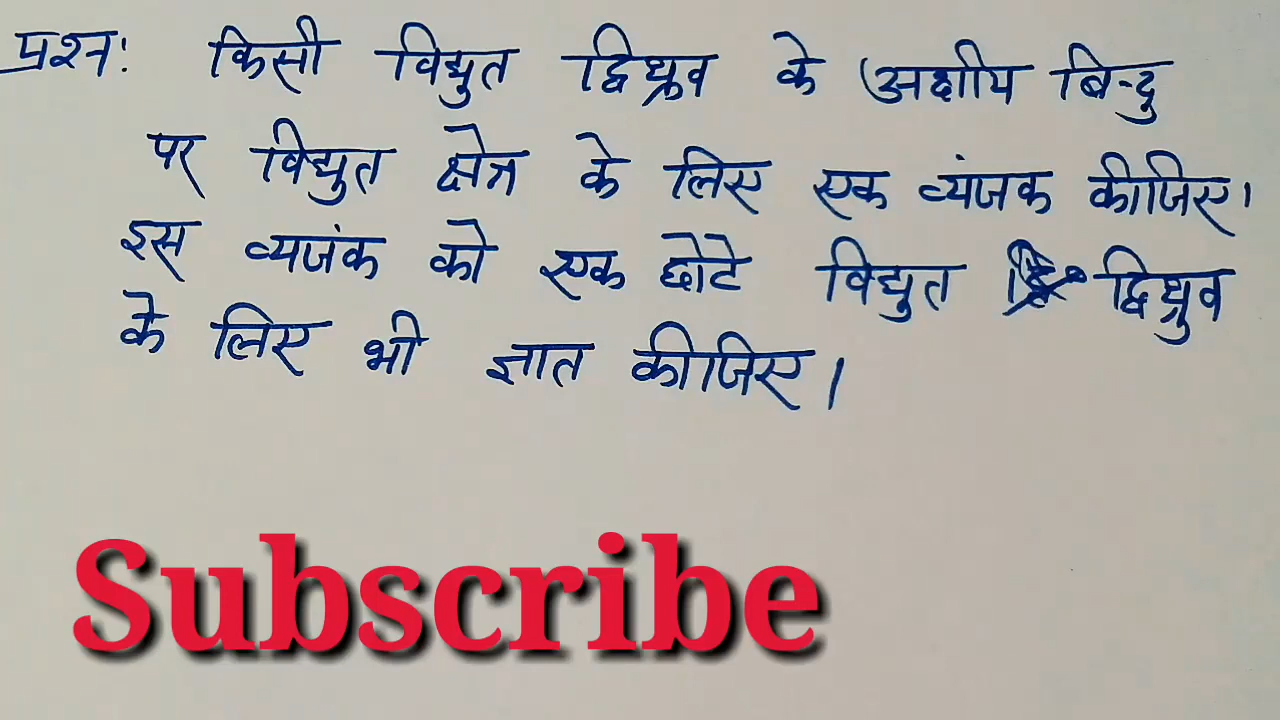 प्रश्न: किसी विद्युत द्विध्रुव के अक्षीय बिन्दु
पर विद्युत क्षेत्र के लिए एक व्यंजक कीजिए।
इस व्यजंक को एक छोटे विद्युत द्विध्रुव
के लिए भी ज्ञात कीजिए।
Subscribe